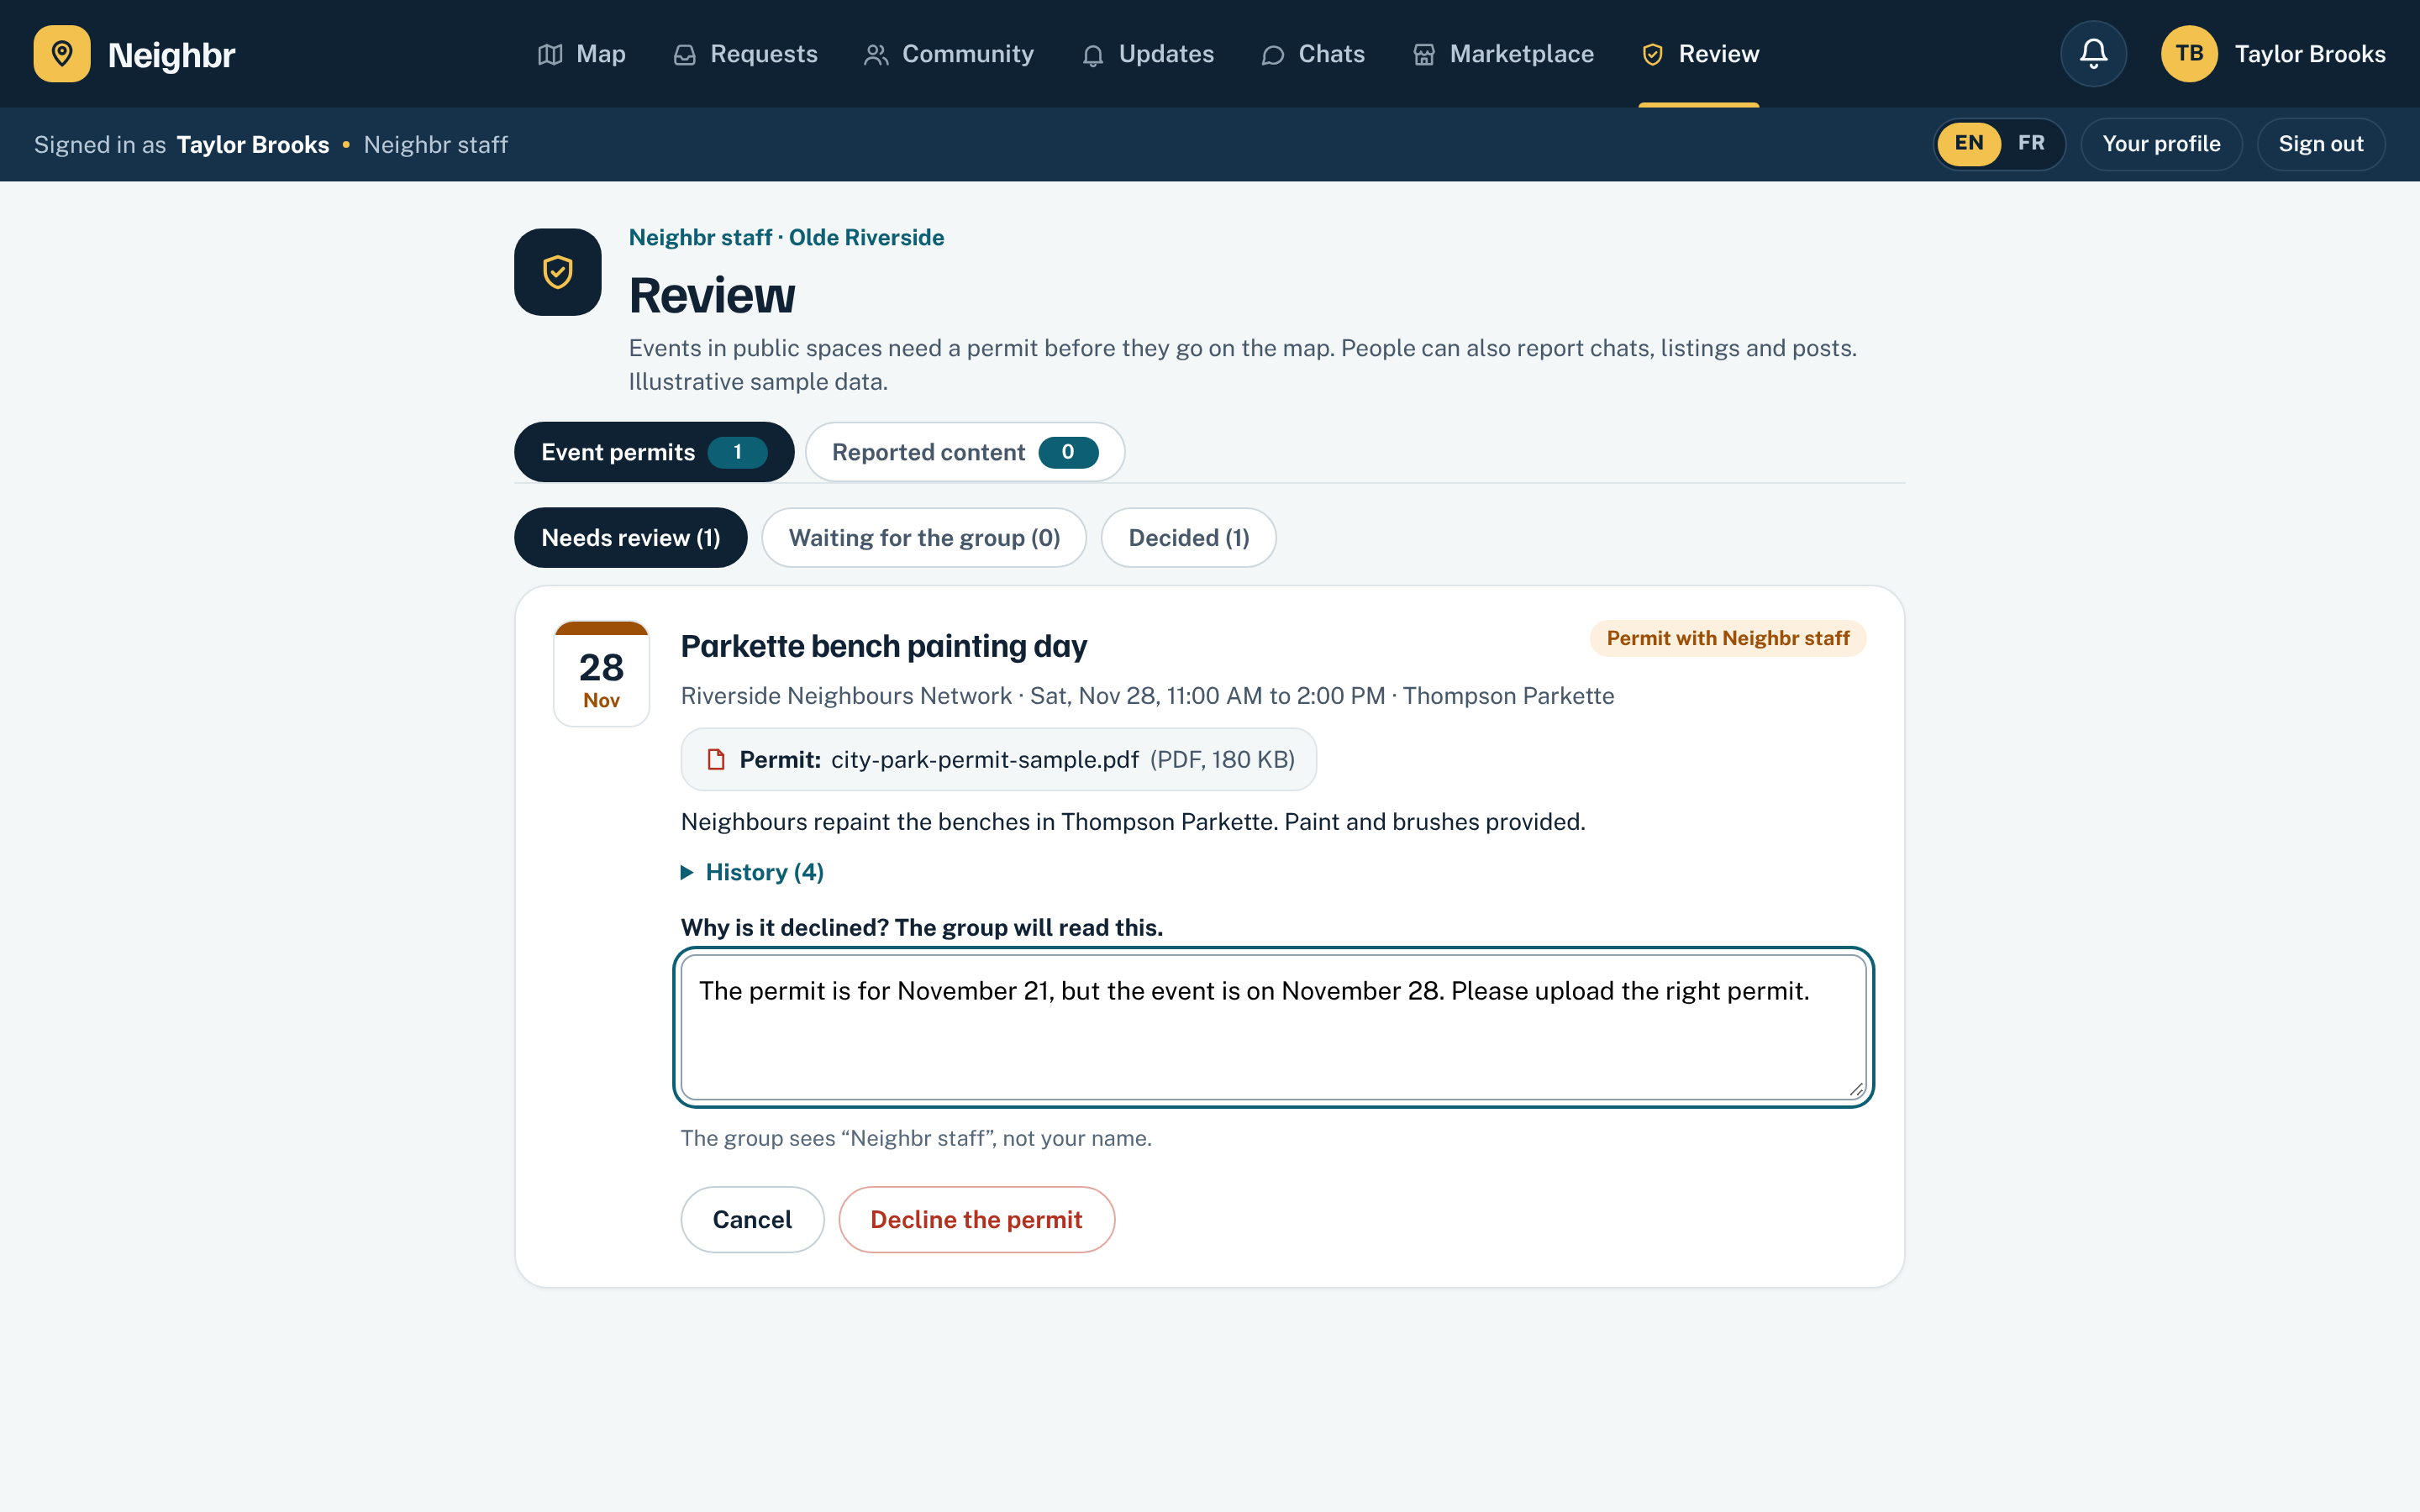 Neighbr
Map
Requests
Community
Updates
Chats
Marketplace
Review
TB
Taylor Brooks
Signed in as Taylor Brooks • Neighbr staff
EN
FR
Your profile
Sign out
Neighbr staff · Olde Riverside
Review
Events in public spaces need a permit before they go on the map. People can also report chats, listings and posts.
Illustrative sample data.
Event permits 1
Reported content 0
Needs review (1)
Waiting for the group (0)
Decided (1)
28
Nov
Parkette bench painting day
Permit with Neighbr staff
Riverside Neighbours Network · Sat, Nov 28, 11:00 AM to 2:00 PM · Thompson Parkette
Permit: city-park-permit-sample.pdf (PDF, 180 KB)
Neighbours repaint the benches in Thompson Parkette. Paint and brushes provided.
History (4)
Why is it declined? The group will read this.
The permit is for November 21, but the event is on November 28. Please upload the right permit.
The group sees “Neighbr staff”, not your name.
Cancel
Decline the permit